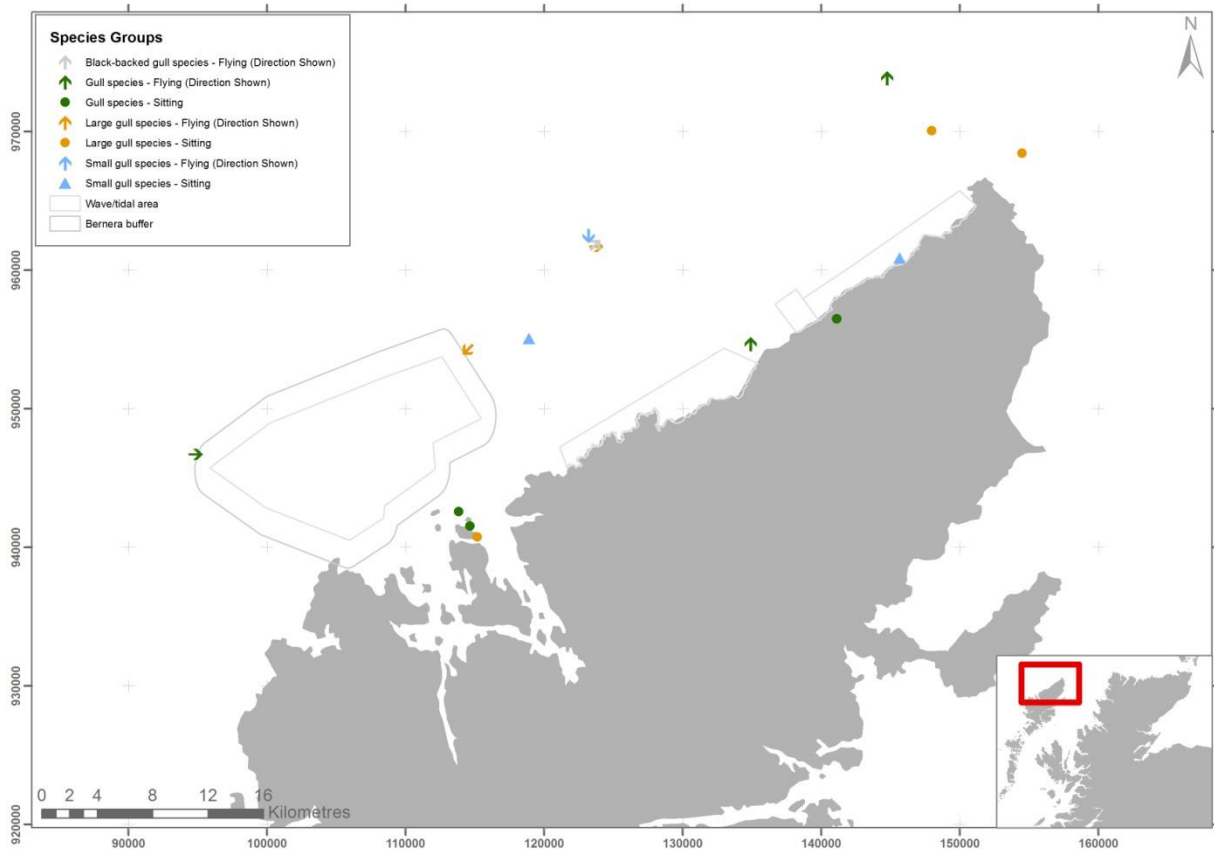 Species Groups
Black-backed gull species - Flying (Direction Shown)
Gull species - Flying (Direction Shown)
Gull species - Sitting
Large gull species - Flying (Direction Shown)
Large gull species - Sitting
Small gull species - Flying (Direction Shown)
Small gull species - Sitting
Wave/tidal area
Bernera buffer
N
970000
960000
950000
940000
930000
920000
0 2 4 8 12 16
Kilometres
90000 100000 110000 120000 130000 140000 150000 160000